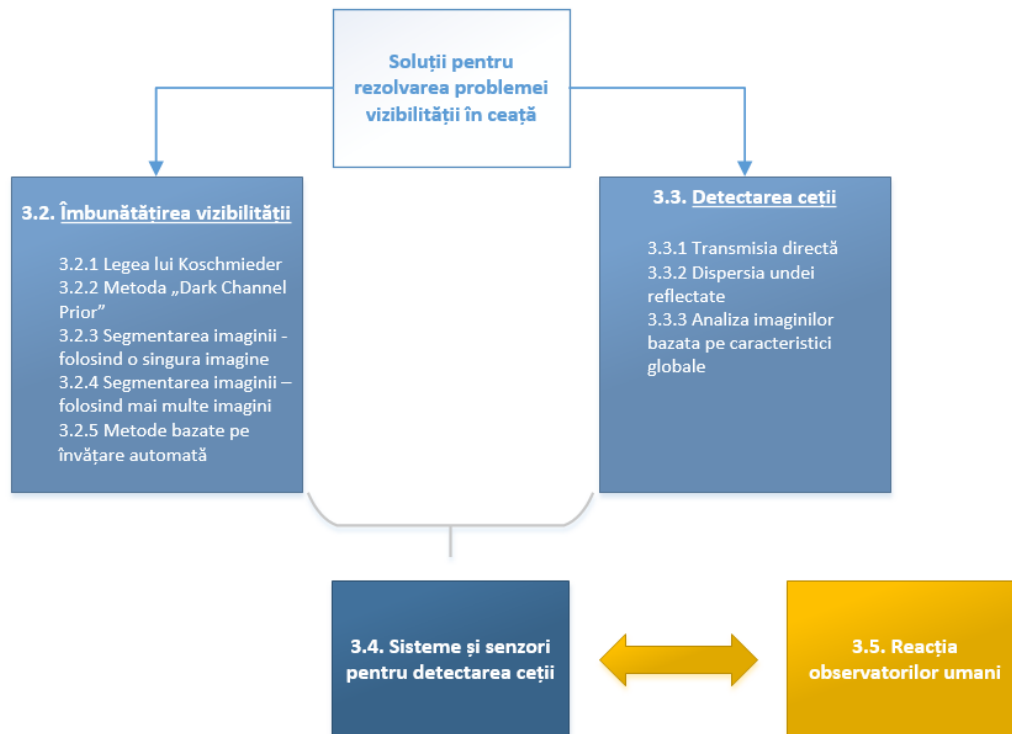 Soluții pentru
rezolvarea problemei
vizibilității în ceață
3.2. Îmbunătățirea vizibilității
3.2.1 Legea lui Koschmieder
3.2.2 Metoda „Dark Channel
Prior”
3.2.3 Segmentarea imaginii -
folosind o singura imagine
3.2.4 Segmentarea imaginii –
folosind mai multe imagini
3.2.5 Metode bazate pe
învățare automată
3.3. Detectarea ceții
3.3.1 Transmisia directă
3.3.2 Dispersia undei
reflectate
3.3.3 Analiza imaginilor
bazata pe caracteristici
globale
3.4. Sisteme și senzori
pentru detectarea ceții
3.5. Reacția
observatorilor umani